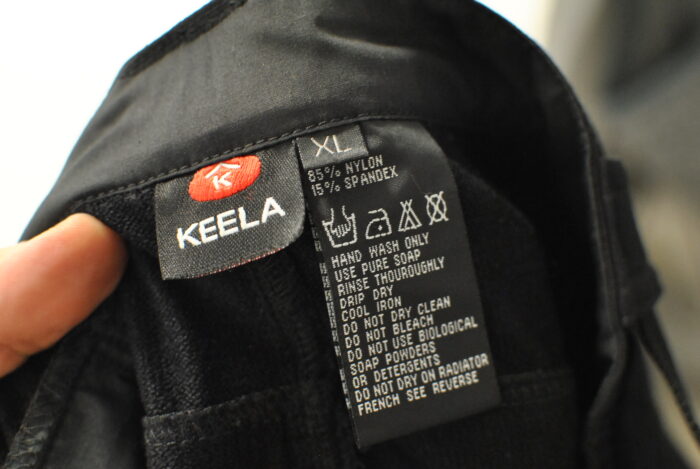 K
KEELA
XL
85% NYLON
15% SPANDEX
HAND WASH ONLY
USE PURE SOAP
RINSE THOUROUGHLY
DRIP DRY
COOL IRON
DO NOT DRY CLEAN
DO NOT BLEACH
DO NOT USE BIOLOGICAL
SOAP POWDERS
OR DETERGENTS
DO NOT DRY ON RADIATOR
FRENCH SEE REVERSE